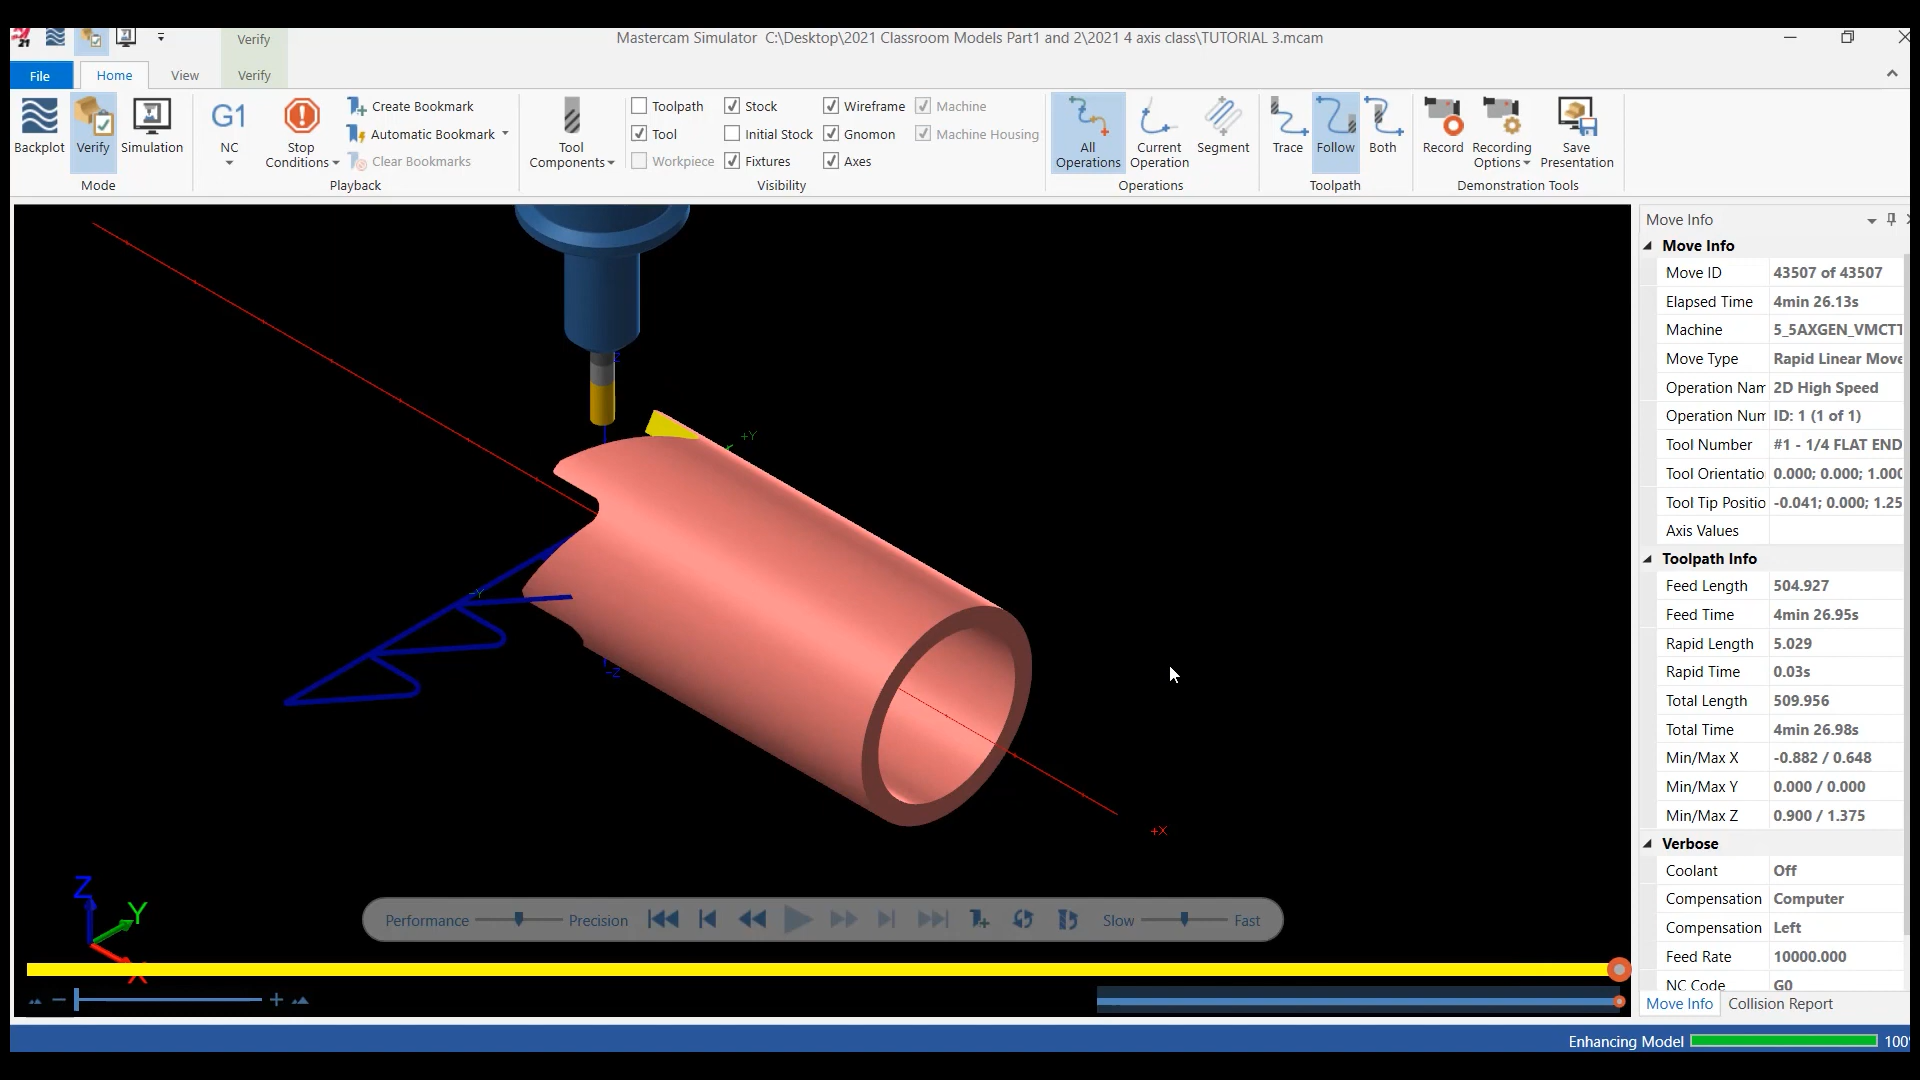 21
Verify
Mastercam Simulator  C:\Desktop\2021 Classroom Models Part1 and 2\2021 4 axis class\TUTORIAL 3.mcam
File
Home
View
Verify
Backplot
Verify
Simulation
Mode
G1
NC
Stop
Conditions
Create Bookmark
Automatic Bookmark
Clear Bookmarks
Playback
Tool
Components
Toolpath
Tool
Workpiece
Stock
Initial Stock
Fixtures
Wireframe
Gnomon
Axes
Machine
Machine Housing
Visibility
All
Operations
Current
Operation
Segment
Operations
Trace
Follow
Both
Toolpath
Record
Recording
Options
Save
Presentation
Demonstration Tools
Z
+Y
-Y
-Z
+X
Z
Y
X
Performance
Precision
Slow
Fast
Move Info
Move Info
Move ID 43507 of 43507
Elapsed Time 4min 26.13s
Machine 5_5AXGEN_VMCTT
Move Type Rapid Linear Move
Operation Nam 2D High Speed
Operation Num ID: 1 (1 of 1)
Tool Number #1 - 1/4 FLAT END
Tool Orientatio 0.000; 0.000; 1.000
Tool Tip Positio -0.041; 0.000; 1.25
Axis Values
Toolpath Info
Feed Length 504.927
Feed Time 4min 26.95s
Rapid Length 5.029
Rapid Time 0.03s
Total Length 509.956
Total Time 4min 26.98s
Min/Max X -0.882 / 0.648
Min/Max Y 0.000 / 0.000
Min/Max Z 0.900 / 1.375
Verbose
Coolant Off
Compensation Computer
Compensation Left
Feed Rate 10000.000
NC Code G0
Move Info
Collision Report
Enhancing Model
100